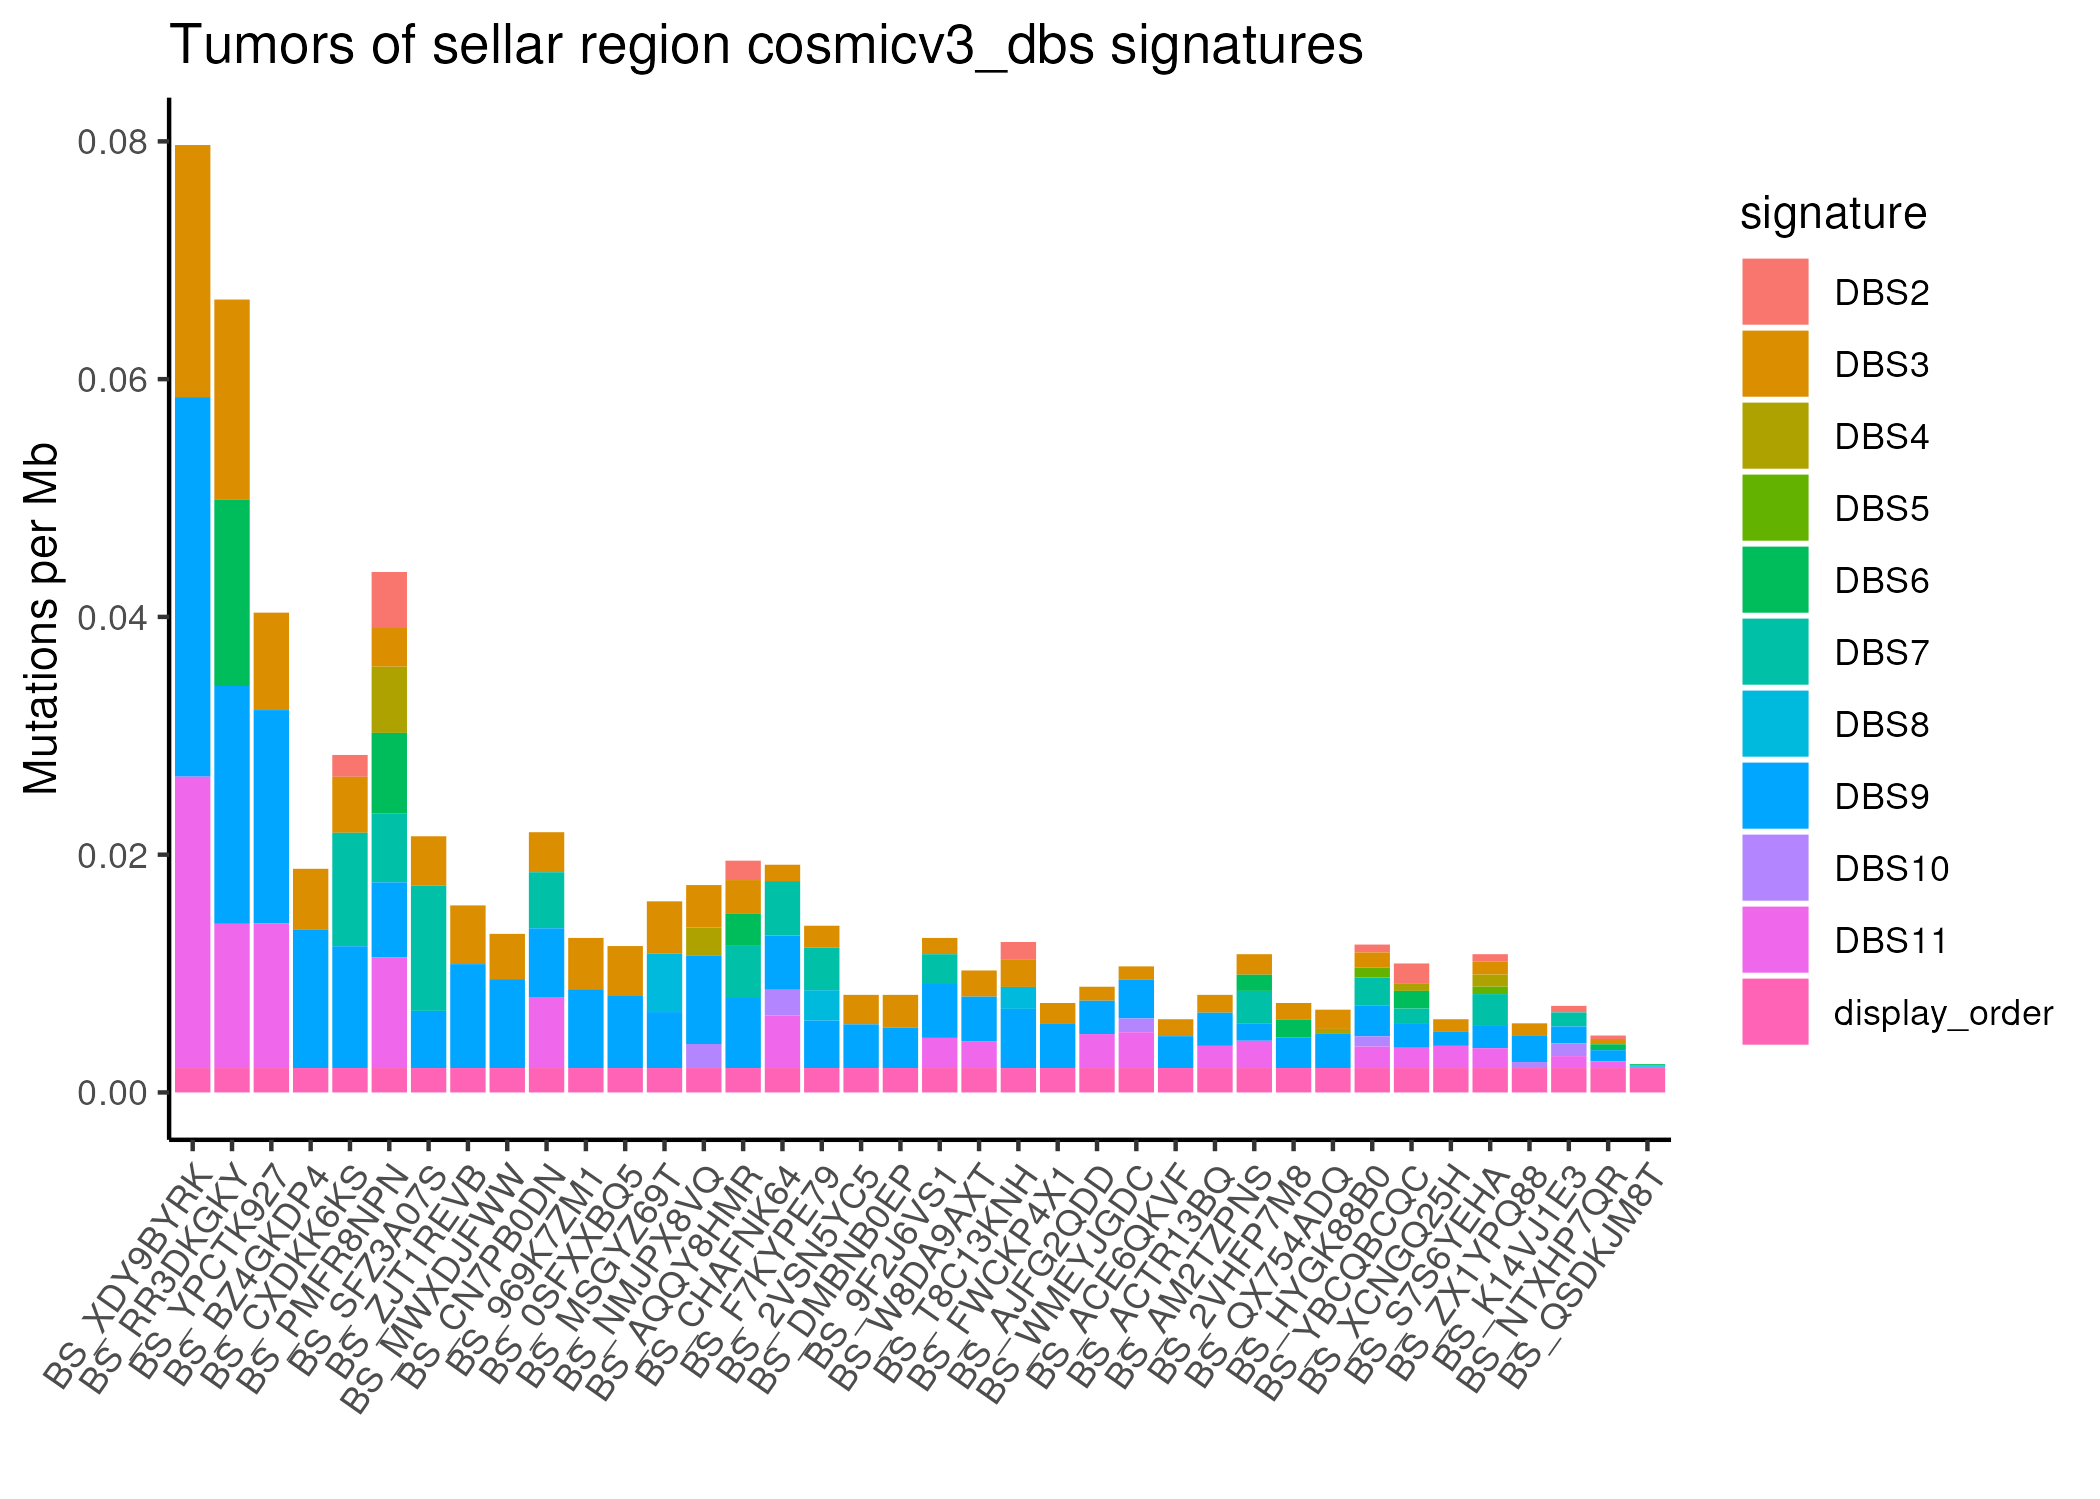 Tumors of sellar region cosmicv3_dbs signatures
Mutations per Mb
0.08
0.06
0.04
0.02
0.00
BS_XDY9BYRK
BS_RR3DKGKY
BS_YPCTK927
BS_BZ4GKDP4
BS_CXDKK6KS
BS_PMFR8NPN
BS_SFZ3A07S
BS_ZJT1REVB
BS_MWXDJFWW
BS_CN7PB0DN
BS_969K7ZM1
BS_0SFXXBQ5
BS_MSGYZ69T
BS_NMJPX8VQ
BS_AQQY8HMR
BS_CHAFNK64
BS_F7KYPE79
BS_2VSN5YC5
BS_DMBNB0EP
BS_9F2J6VS1
BS_W8DA9AXT
BS_T8C13KNH
BS_FWCKP4X1
BS_AJFG2QDD
BS_WMEYJGDC
BS_ACE6QKVF
BS_ACTR13BQ
BS_AM2TZPNS
BS_2VHFP7M8
BS_QX754ADQ
BS_HYGK88B0
BS_YBCQBCQC
BS_XCNGQ25H
BS_S7S6YEHA
BS_ZX1YPQ88
BS_K14VJ1E3
BS_NTXHP7QR
BS_QSDKJM8T
signature
DBS2
DBS3
DBS4
DBS5
DBS6
DBS7
DBS8
DBS9
DBS10
DBS11
display_order